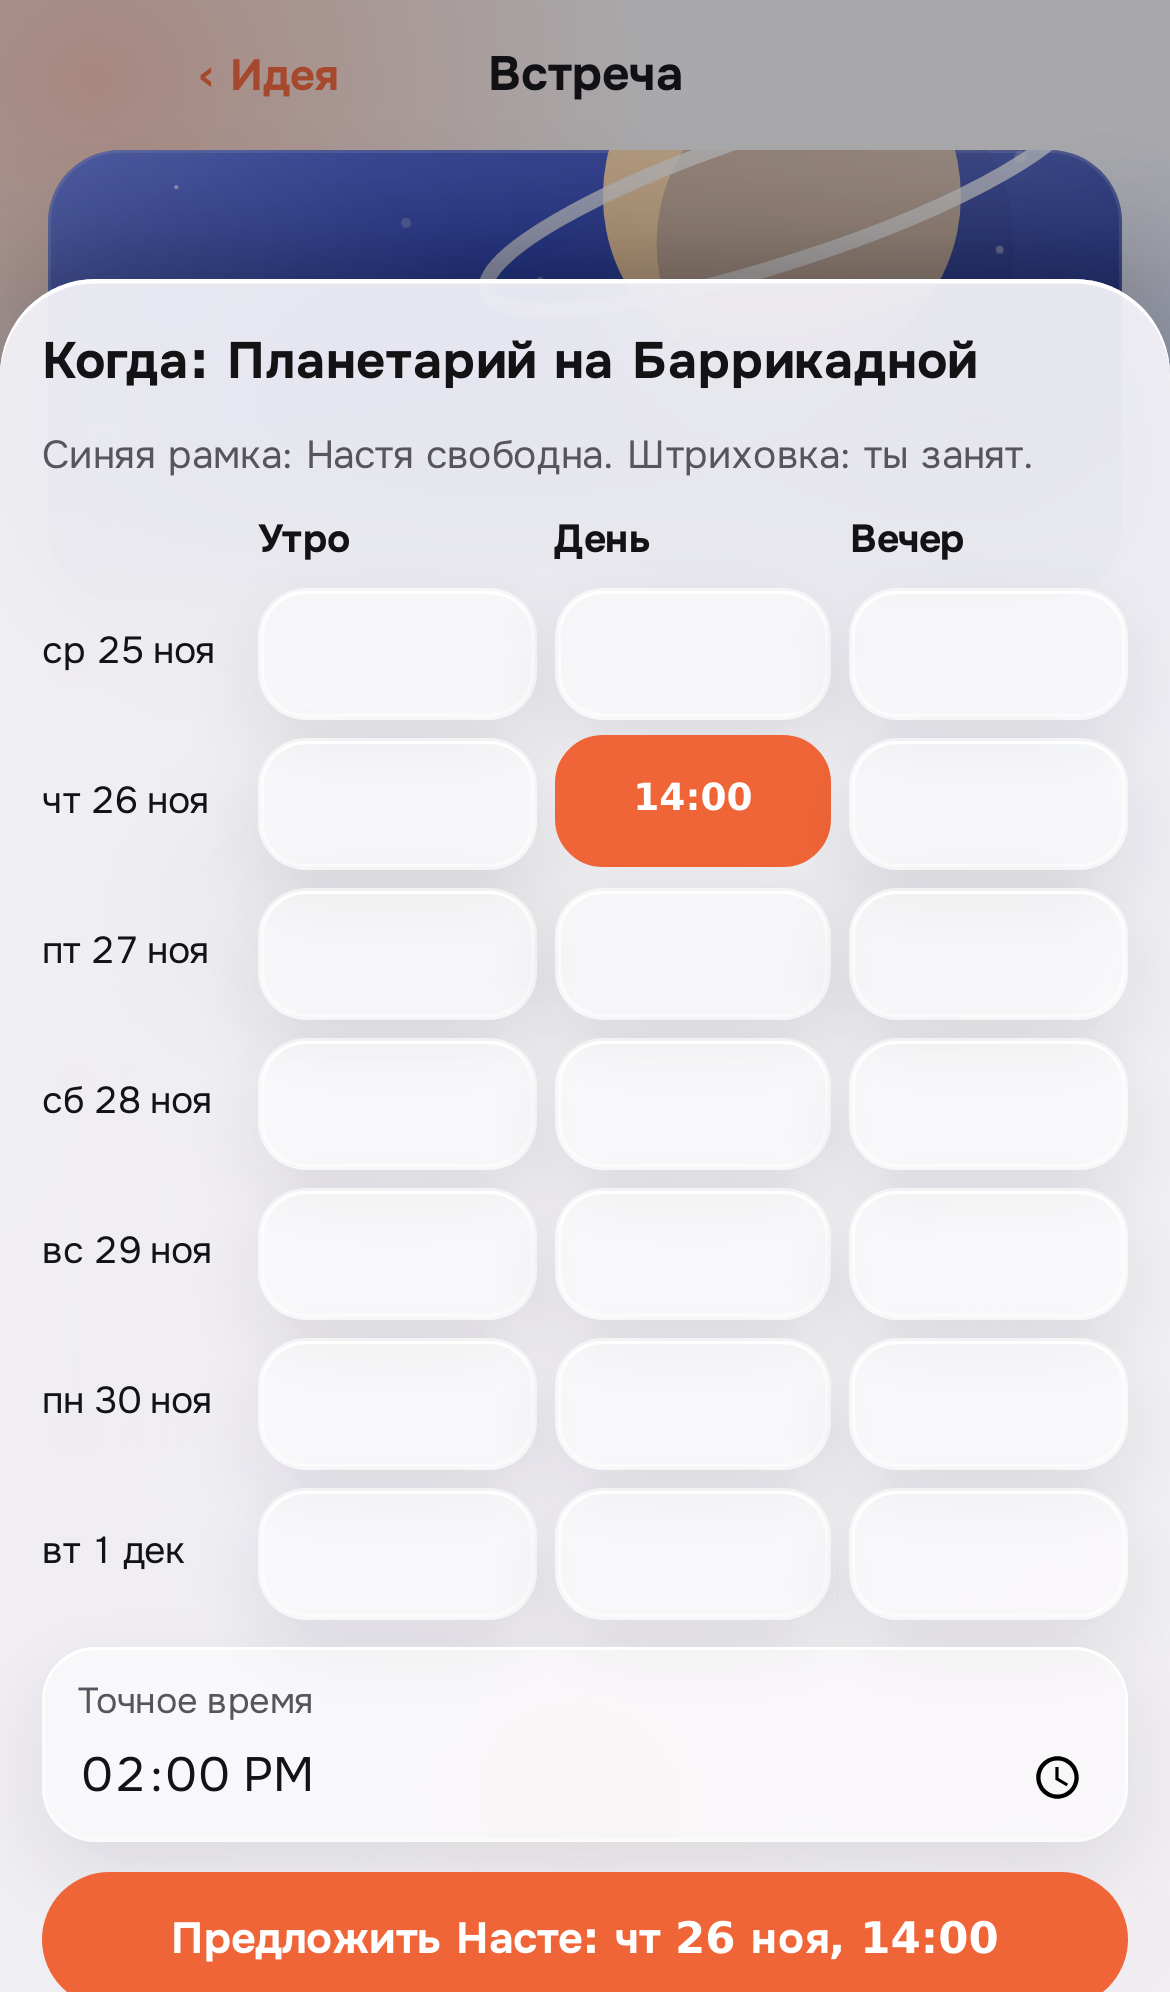 ‹ Идея
Встреча
Когда: Планетарий на Баррикадной
Синяя рамка: Настя свободна. Штриховка: ты занят.
Утро День Вечер
ср 25 ноя
чт 26 ноя 14:00
пт 27 ноя
сб 28 ноя
вс 29 ноя
пн 30 ноя
вт 1 дек
Точное время
02:00 PM
Предложить Насте: чт 26 ноя, 14:00